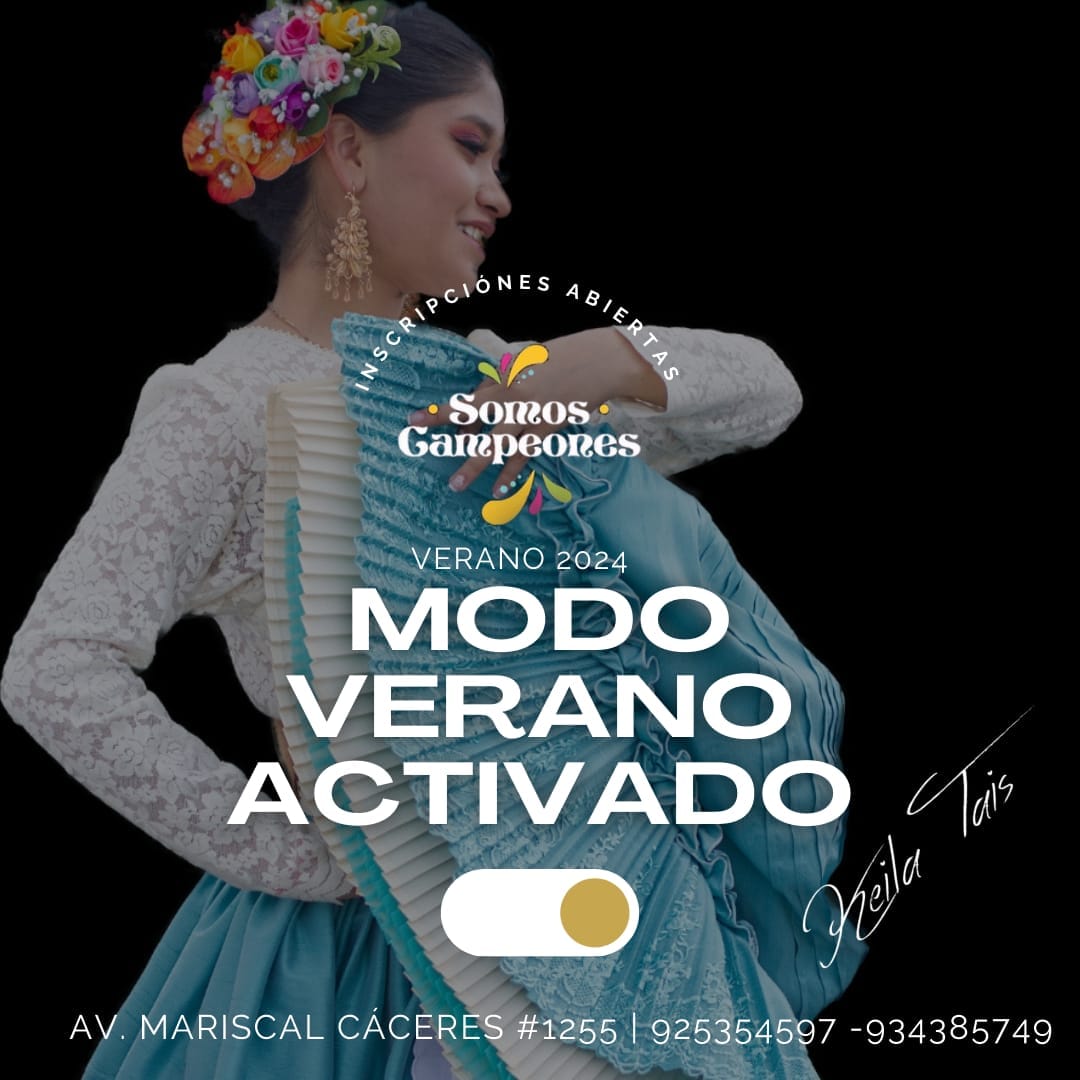 INSCRIPCIÓNES ABIERTAS
Somos
Campeones
VERANO 2024
MODO
VERANO
ACTIVADO
Keila Tais
AV. MARISCAL CÁCERES #1255 | 925354597 -934385749